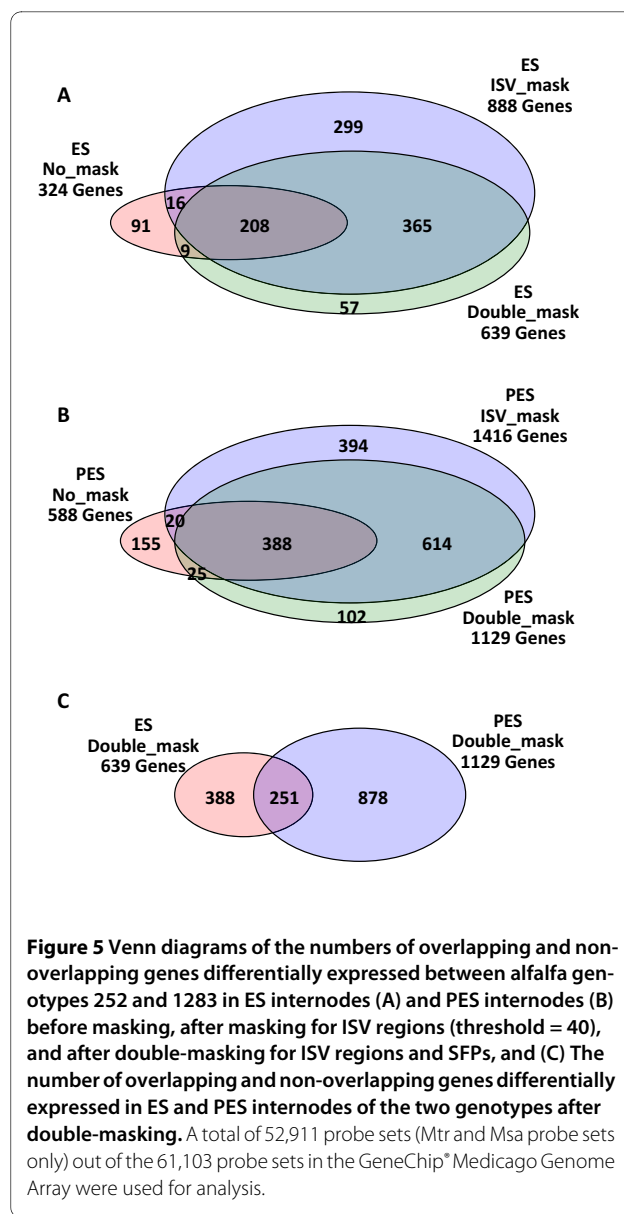 A
ES
ISV_mask
888 Genes
299
ES
No_mask
324 Genes
16
91
208
365
9
57
ES
Double_mask
639 Genes
B
PES
ISV_mask
1416 Genes
394
PES
No_mask
588 Genes
20
155
388
614
25
102
PES
Double_mask
1129 Genes
C
ES
Double_mask
639 Genes
PES
Double_mask
1129 Genes
388
251
878
Figure 5 Venn diagrams of the numbers of overlapping and non-
overlapping genes differentially expressed between alfalfa gen-
otypes 252 and 1283 in ES internodes (A) and PES internodes (B)
before masking, after masking for ISV regions (threshold = 40),
and after double-masking for ISV regions and SFPs, and (C) The
number of overlapping and non-overlapping genes differentially
expressed in ES and PES internodes of the two genotypes after
double-masking. A total of 52,911 probe sets (Mtr and Msa probe sets
only) out of the 61,103 probe sets in the GeneChip® Medicago Genome
Array were used for analysis.